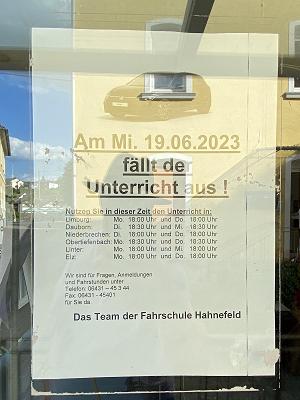 Am Mi. 19.06.2023
fällt der
Unterricht aus !
Nutzen Sie in dieser Zeit den Unterricht in:
Limburg: Mo. 18:00 Uhr und Do. 18:00 Uhr
Dauborn: Di. 18:30 Uhr und Mi. 18:30 Uhr
Niederbrechen: Di. 18:00 Uhr und Do. 18:00 Uhr
Obertiefenbach: Mo. 18:30 Uhr und Mi. 18:30 Uhr
Mo. 18:00 Uhr und Mi. 18:00 Uhr
Elz: Mo. 18:00 Uhr und Do. 18:00 Uhr
Wir sind für Fragen, Anmeldungen
und Fahrstunden unter
Telefon: 06431 – 45 3 44
Fax: 06431 - 45401
für Sie da.
Das Team der Fahrschule Hahnefeld